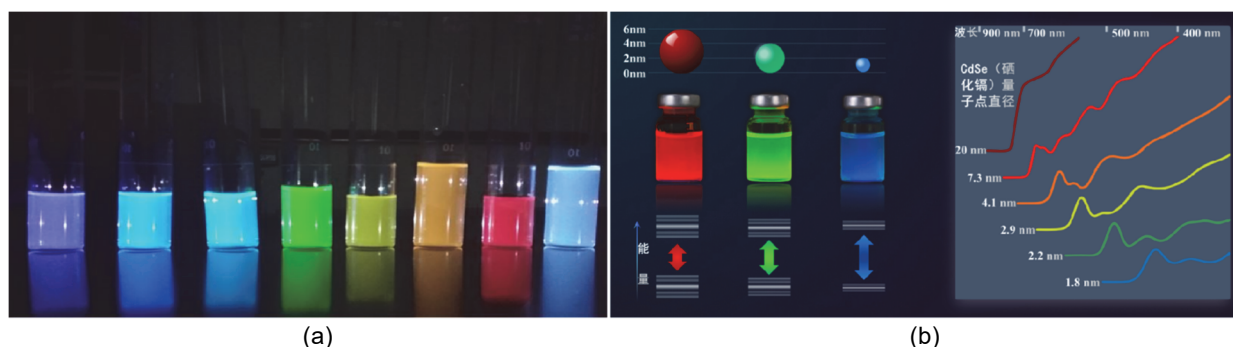 6nm
4nm
2nm
0nm
能
量
波长 900 nm 700 nm 500 nm 400 nm
CdSe（硒
化镉）量
子点直径
20 nm
7.3 nm
4.1 nm
2.9 nm
2.2 nm
1.8 nm
(a)
(b)